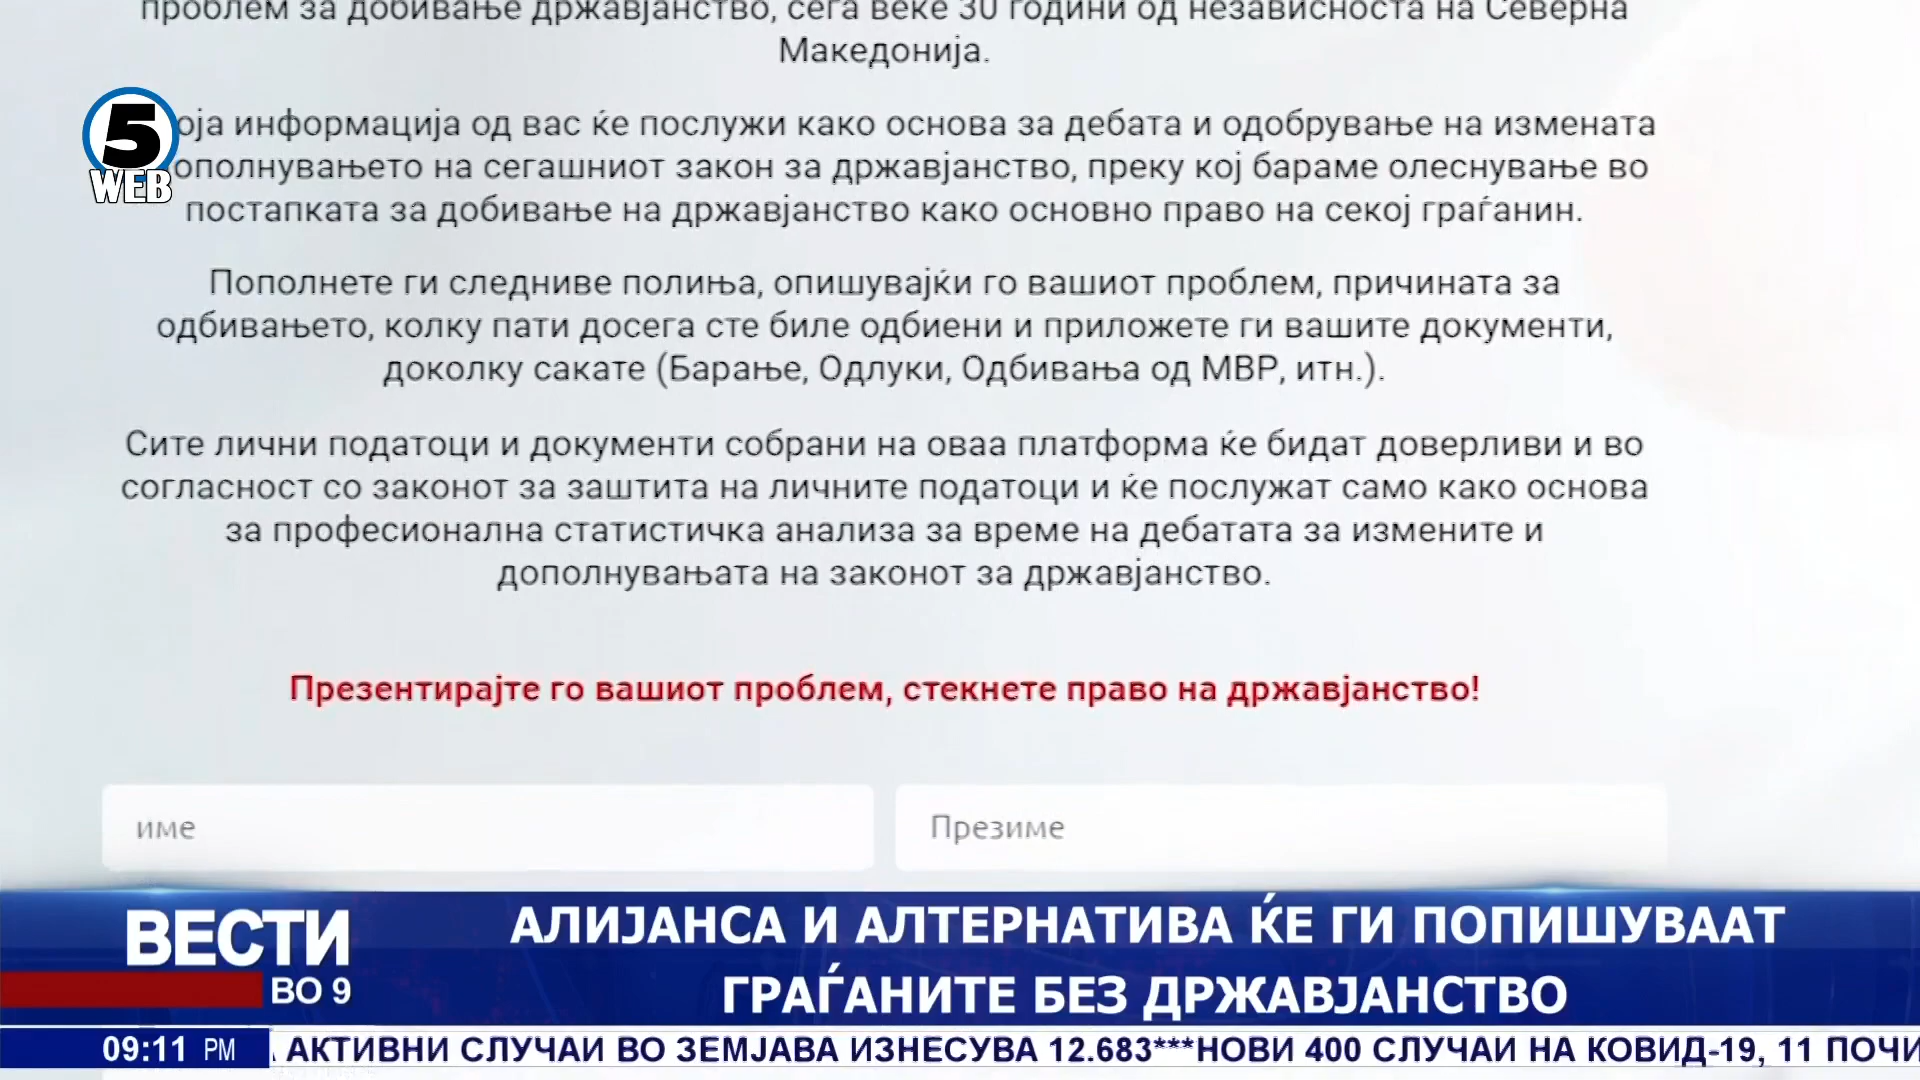 проблем за добивање државјанство, сега веќе 30 години од независноста на Северна
Македонија.
5
WEB
оја информација од вас ќе послужи како основа за дебата и одобрување на измената
ополнувањето на сегашниот закон за државјанство, преку кој бараме олеснување во
постапката за добивање на државјанство како основно право на секој граѓанин.
Пополнете ги следниве полиња, опишувајќи го вашиот проблем, причината за
одбивањето, колку пати досега сте биле одбиени и приложете ги вашите документи,
доколку сакате (Барање, Одлуки, Одбивања од МВР, итн.).
Сите лични податоци и документи собрани на оваа платформа ќе бидат доверливи и во
согласност со законот за заштита на личните податоци и ќе послужат само како основа
за професионална статистичка анализа за време на дебатата за измените и
дополнувањата на законот за државјанство.
Презентирајте го вашиот проблем, стекнете право на државјанство!
име
Презиме
ВЕСТИ
ВО 9
АЛИЈАНСА И АЛТЕРНАТИВА ЌЕ ГИ ПОПИШУВААТ
ГРАЃАНИТЕ БЕЗ ДРЖАВЈАНСТВО
09:11 PM
АКТИВНИ СЛУЧАИ ВО ЗЕМЈАВА ИЗНЕСУВА 12.683***НОВИ 400 СЛУЧАИ НА КОВИД-19, 11 ПОЧИ